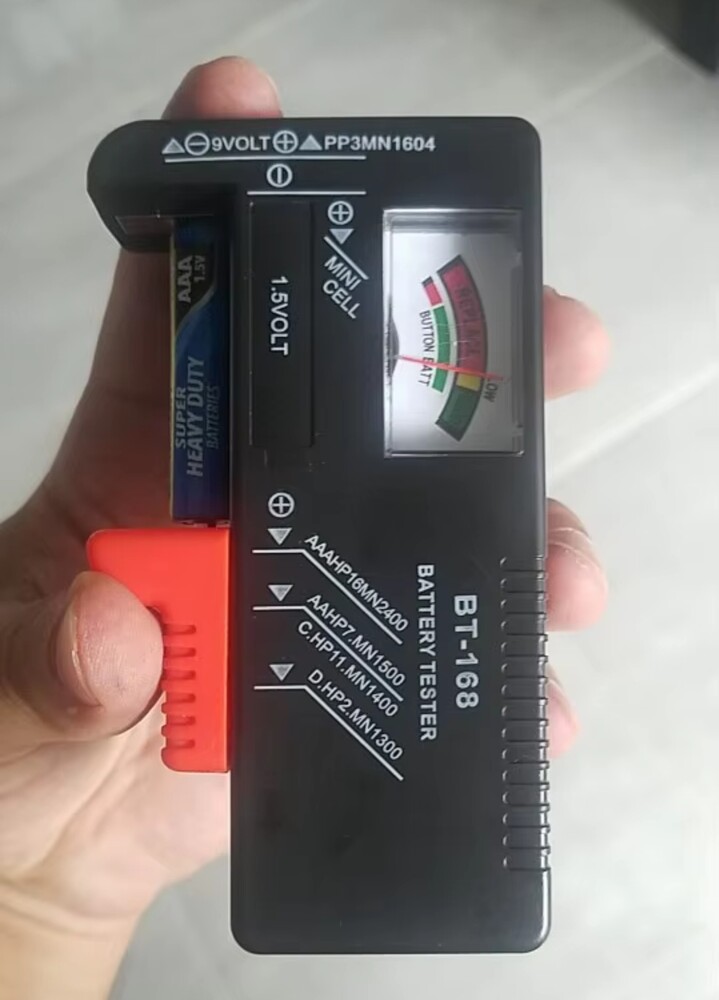 ⊖9VOLT⊕ PP3MN1604
⊖
⊕
MINI
CELL
1.5VOLT
AAA
1.5V
SUPER
HEAVY DUTY
BATTERIES
REPLACE
LOW
BUTTON BATT
⊕
AAAHP16MN2400
AAHP7.MN1500
C.HP11.MN1400
D.HP2.MN1300
BT-168
BATTERY TESTER